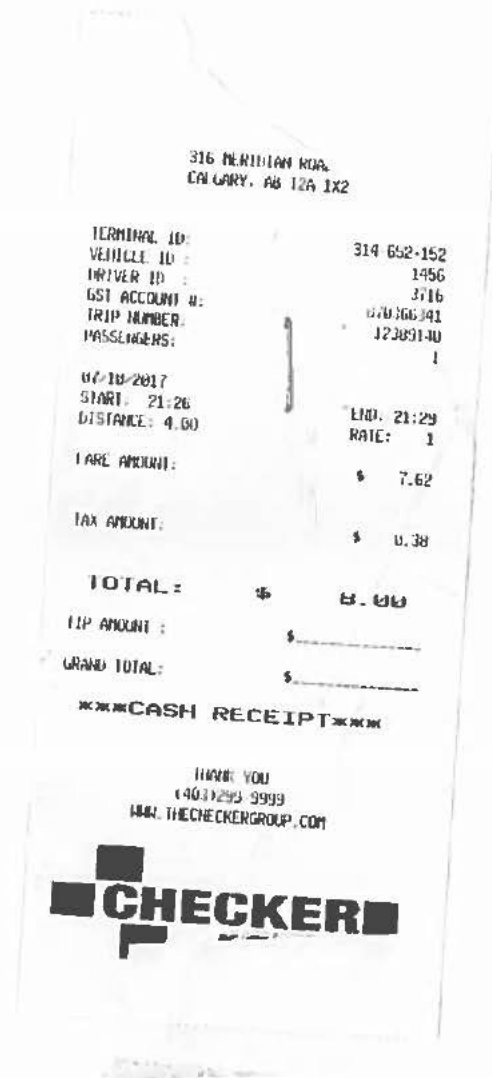 316 MERIDIAN ROA
CALGARY, AB T2A 1X2
TERMINAL ID: 314-652-152
VEHICLE ID : 1456
DRIVER ID : 3716
GST ACCOUNT #:
TRIP NUMBER: 12389140
PASSENGERS: 1
07/18/2017
START: 21:26 END: 21:29
DISTANCE: 4.00 RATE: 1
FARE AMOUNT: $ 7.62
TAX AMOUNT: $ 0.38
TOTAL: $ 8.00
TIP AMOUNT : $
GRAND TOTAL: $
***CASH RECEIPT***
THANK YOU
(403)299-9999
WWW.THECHECKERGROUP.COM
CHECKER